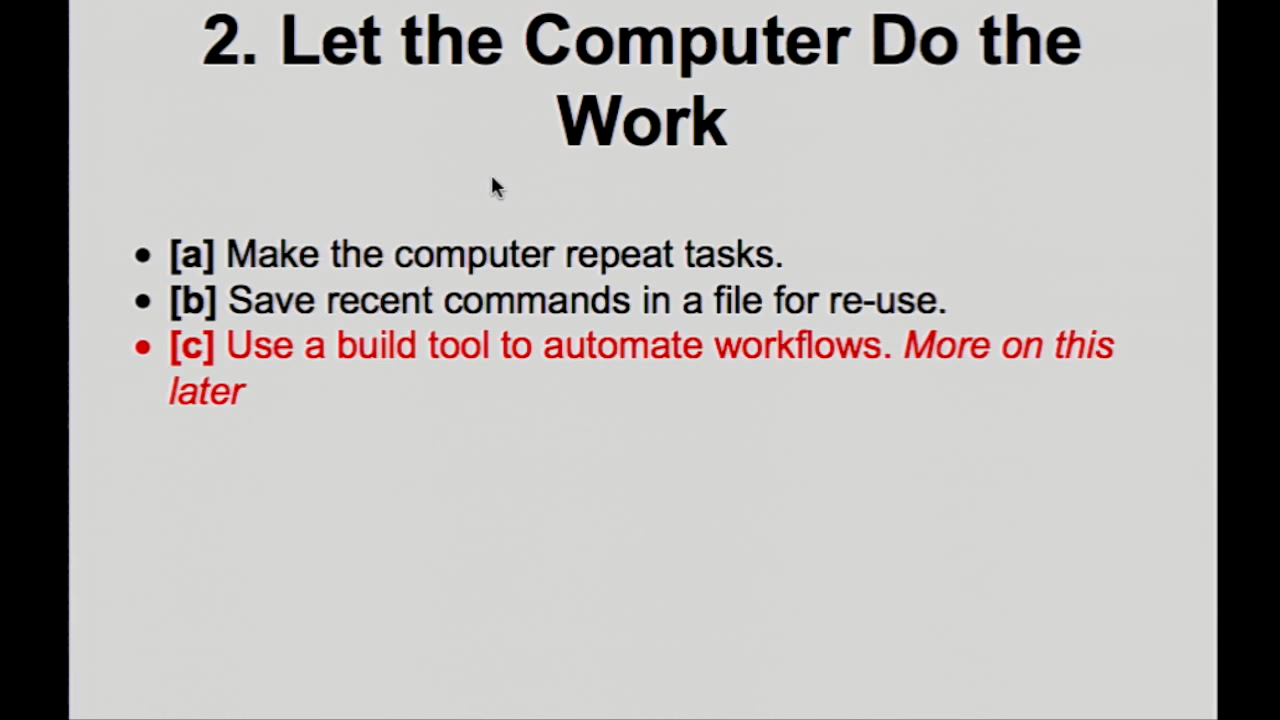 2. Let the Computer Do the
Work
• [a] Make the computer repeat tasks.
• [b] Save recent commands in a file for re-use.
• [c] Use a build tool to automate workflows. More on this
later